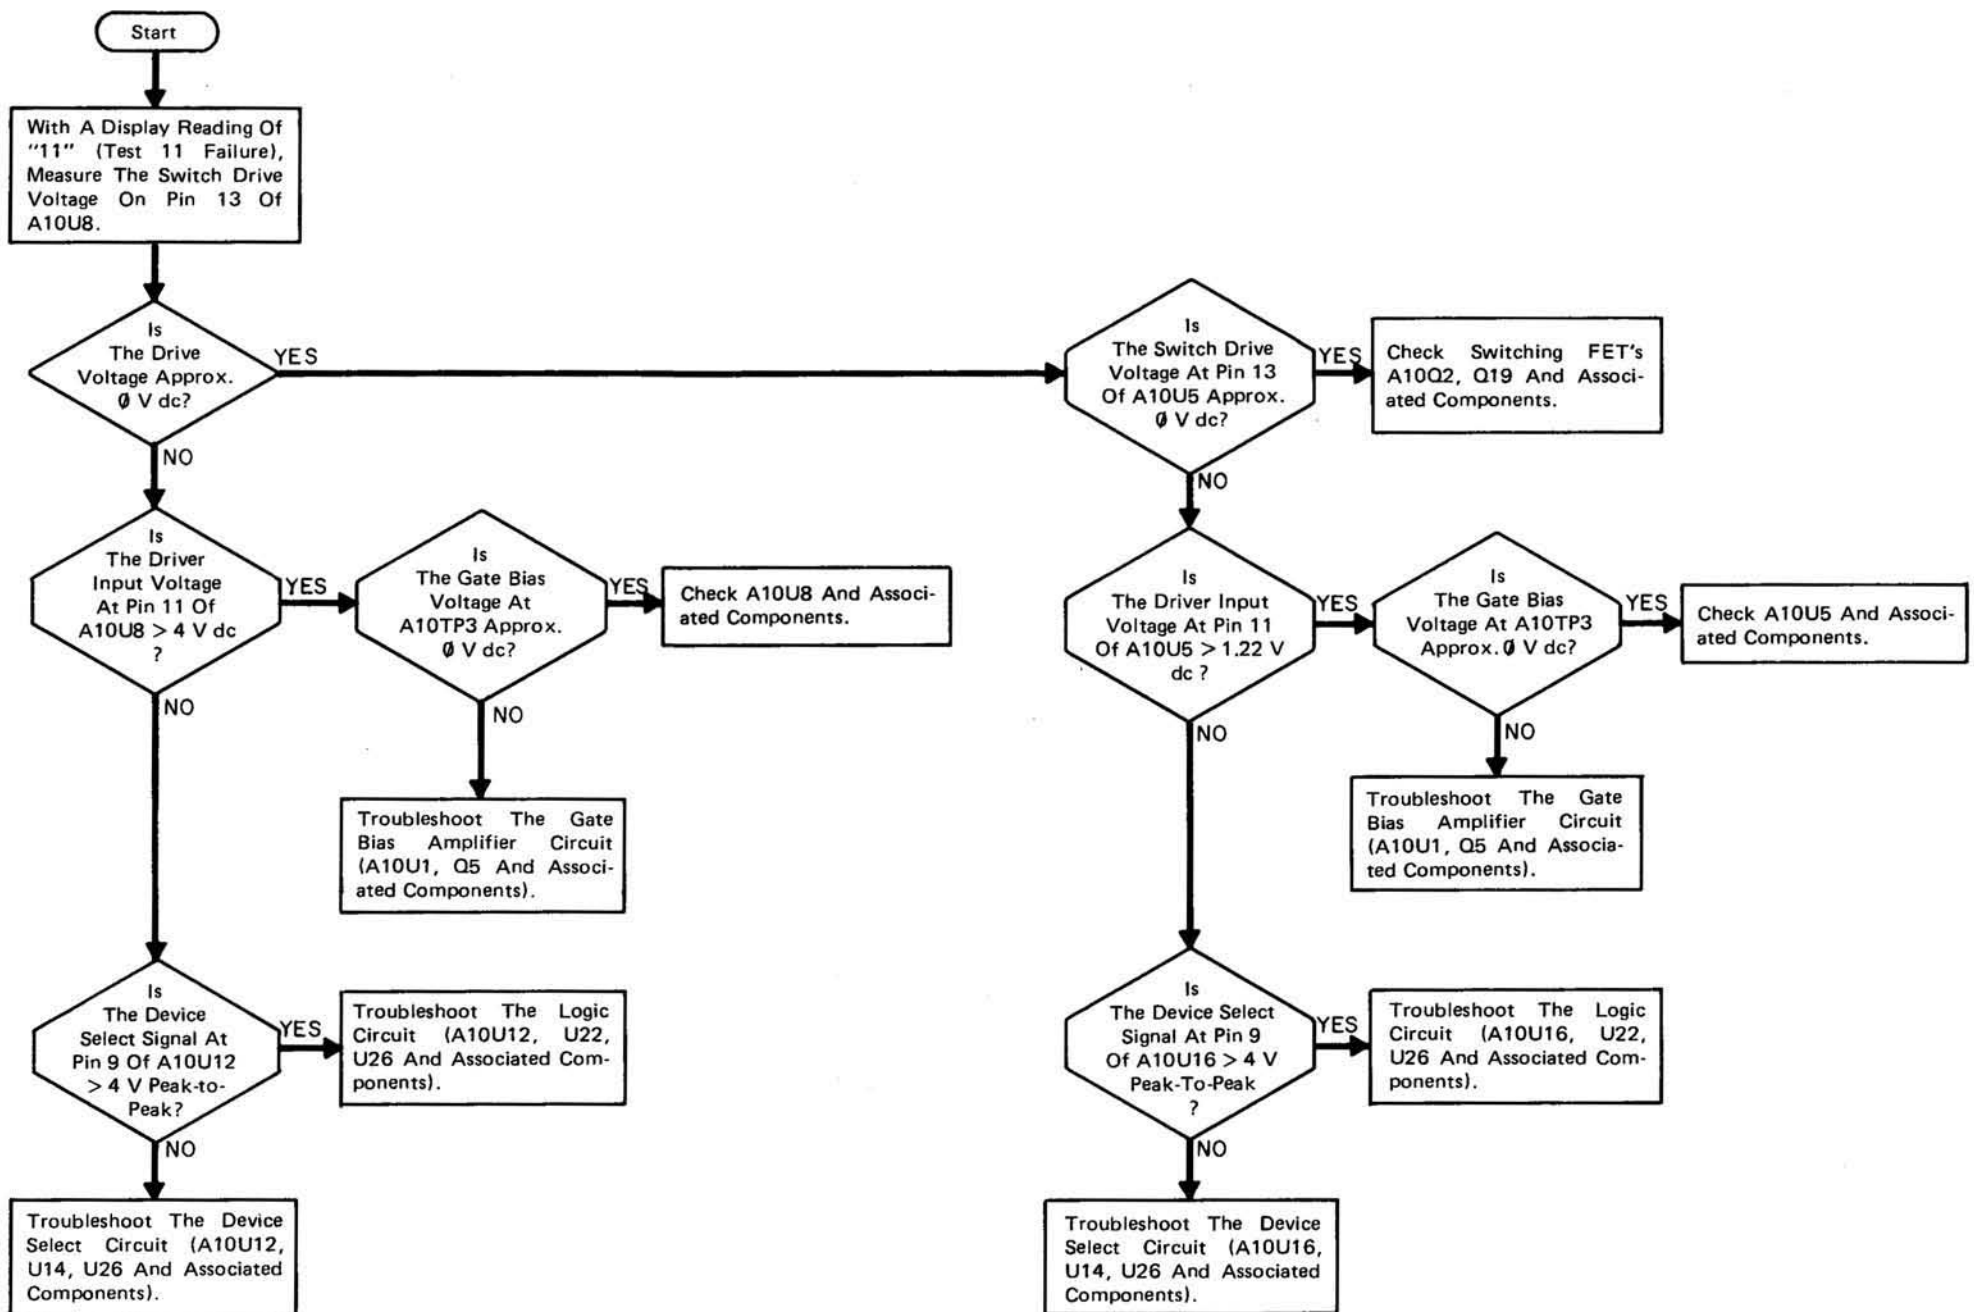 Start
With A Display Reading Of
"11" (Test 11 Failure),
Measure The Switch Drive
Voltage On Pin 13 Of
A10U8.
Is
The Drive
Voltage Approx.
0 V dc?
YES
NO
Is
The Switch Drive
Voltage At Pin 13
Of A10U5 Approx.
0 V dc?
YES
NO
Check Switching FET's
A10Q2, Q19 And Associ-
ated Components.
Is
The Driver
Input Voltage
At Pin 11 Of
A10U8 > 4 V dc
?
YES
NO
Is
The Gate Bias
Voltage At
A10TP3 Approx.
0 V dc?
YES
NO
Check A10U8 And Associ-
ated Components.
Troubleshoot The Gate
Bias Amplifier Circuit
(A10U1, Q5 And Associ-
ated Components).
Is
The Driver Input
Voltage At Pin 11
Of A10U5 > 1.22 V
dc ?
YES
NO
Is
The Gate Bias
Voltage At A10TP3
Approx. 0 V dc?
YES
NO
Check A10U5 And Associ-
ated Components.
Troubleshoot The Gate
Bias Amplifier Circuit
(A10U1, Q5 And Associa-
ted Components).
Is
The Device
Select Signal At
Pin 9 Of A10U12
> 4 V Peak-to-
Peak?
YES
NO
Troubleshoot The Logic
Circuit (A10U12, U22,
U26 And Associated Com-
ponents).
Troubleshoot The Device
Select Circuit (A10U12,
U14, U26 And Associated
Components).
Is
The Device Select
Signal At Pin 9
Of A10U16 > 4 V
Peak-To-Peak
?
YES
NO
Troubleshoot The Logic
Circuit (A10U16, U22,
U26 And Associated Com-
ponents).
Troubleshoot The Device
Select Circuit (A10U16,
U14, U26 And Associated
Components).